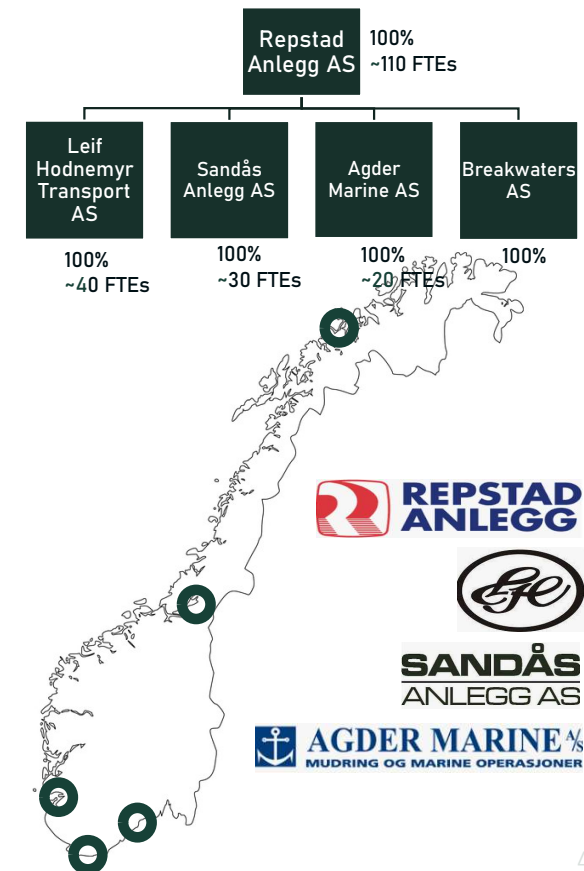 Repstad
Anlegg AS
100%
~110 FTEs
Leif
Hodnemyr
Transport
AS
Sandås
Anlegg AS
Agder
Marine AS
Breakwaters
AS
100%
~40 FTEs
100%
~30 FTEs
100%
~20 FTEs
100%
REPSTAD
ANLEGG
SANDÅS
ANLEGG AS
AGDER MARINE A/S
MUDRING OG MARINE OPERASJONER